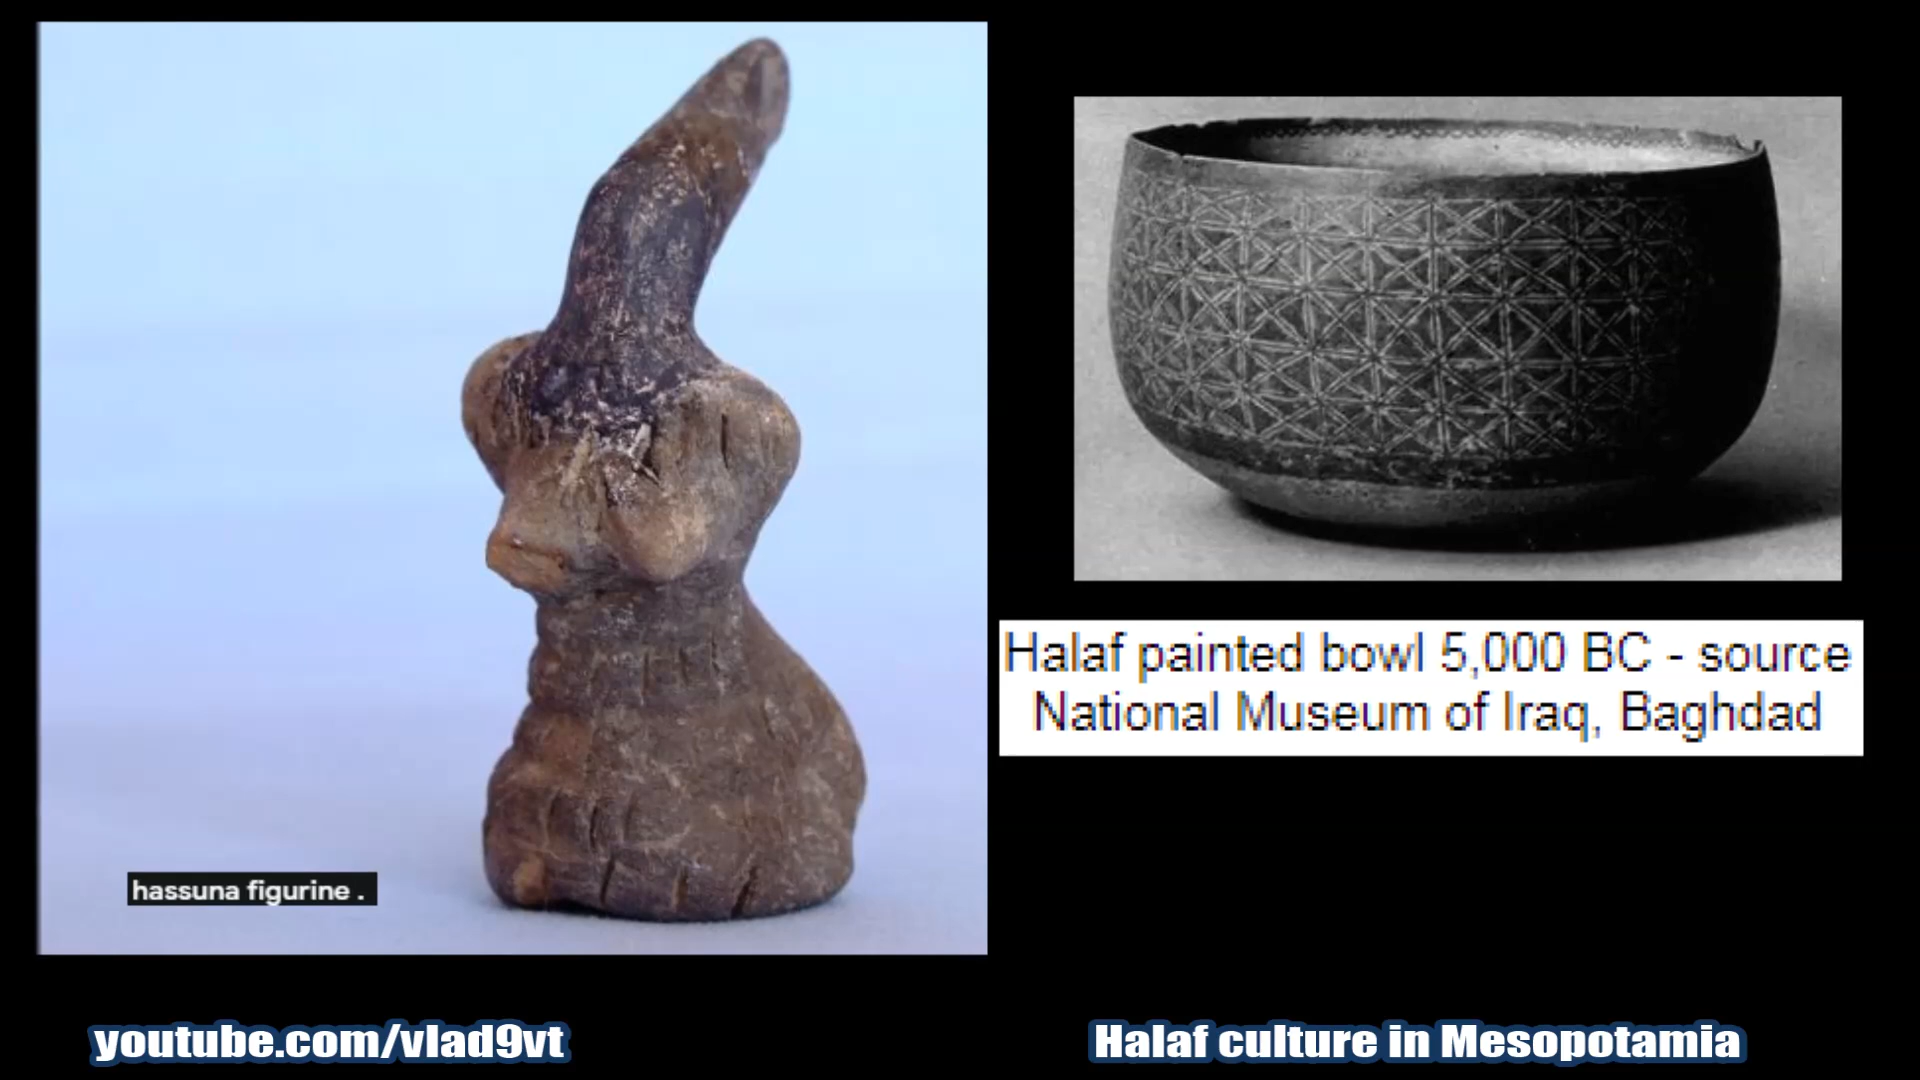 hassuna figurine .
Halaf painted bowl 5,000 BC - source
National Museum of Iraq, Baghdad
youtube.com/vlad9vt
Halaf culture in Mesopotamia